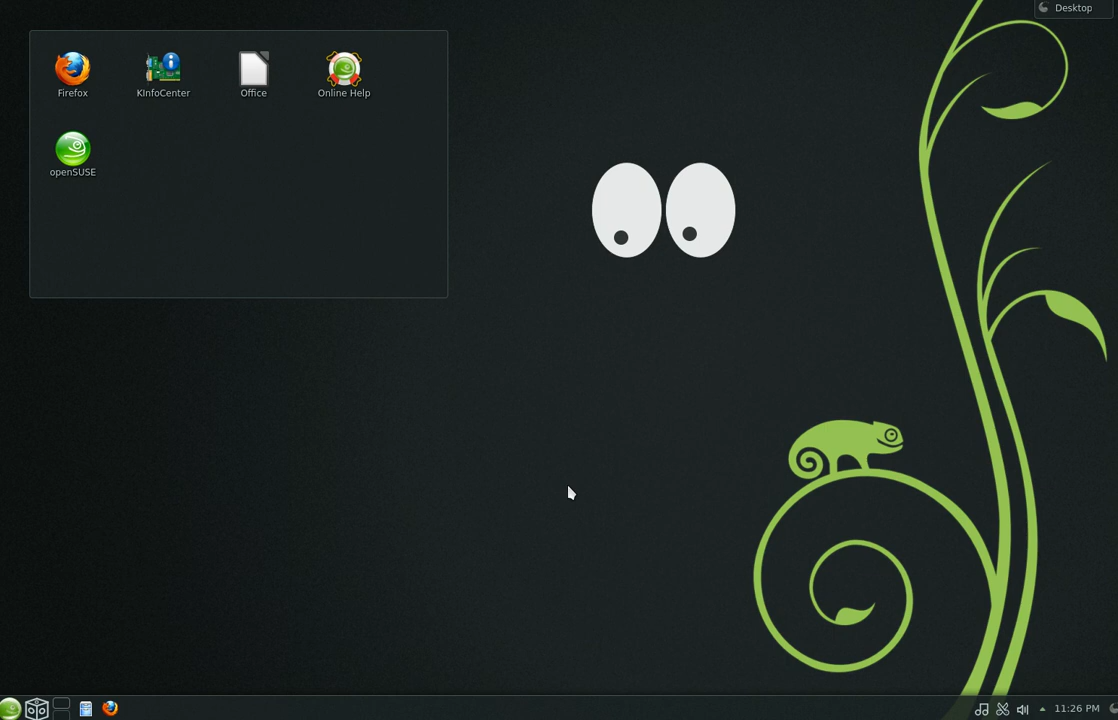 Desktop
Firefox
KInfoCenter
Office
Online Help
openSUSE
11:26 PM